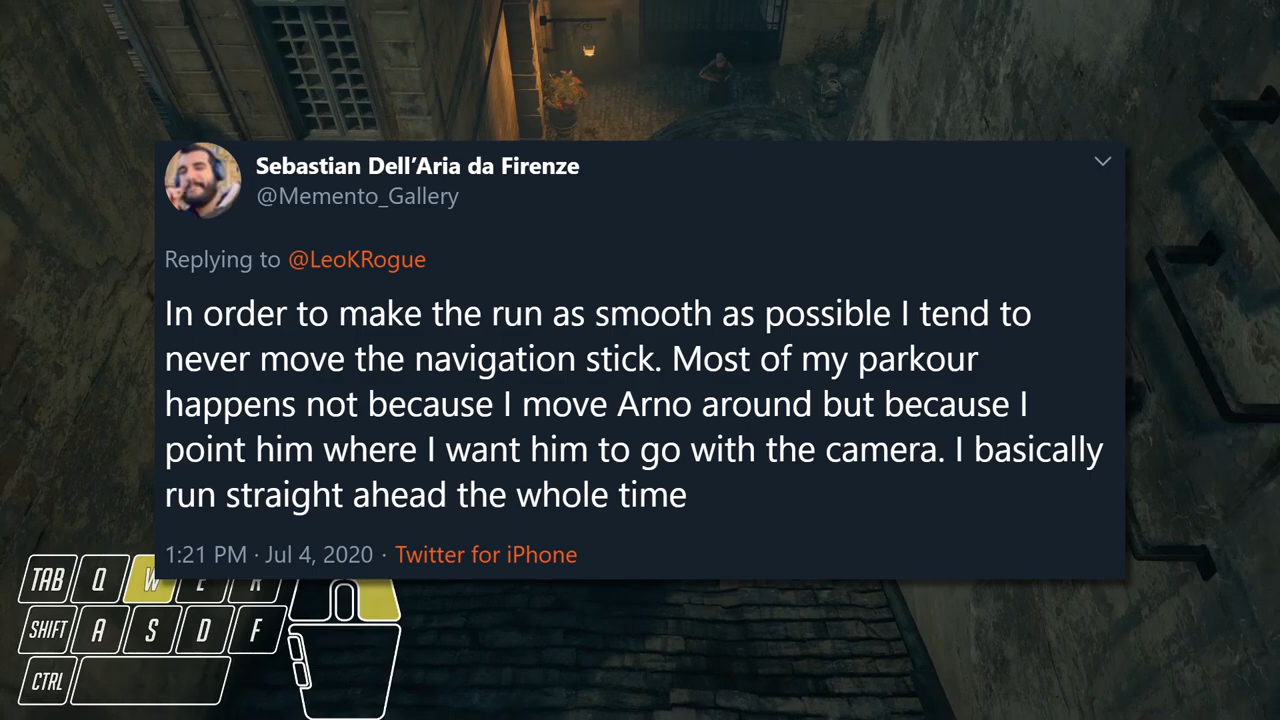 Sebastian Dell'Aria da Firenze
@Memento_Gallery
Replying to @LeoKRogue
In order to make the run as smooth as possible I tend to
never move the navigation stick. Most of my parkour
happens not because I move Arno around but because I
point him where I want him to go with the camera. I basically
run straight ahead the whole time
1:21 PM · Jul 4, 2020 · Twitter for iPhone
TAB Q W E R
SHIFT A S D F
CTRL